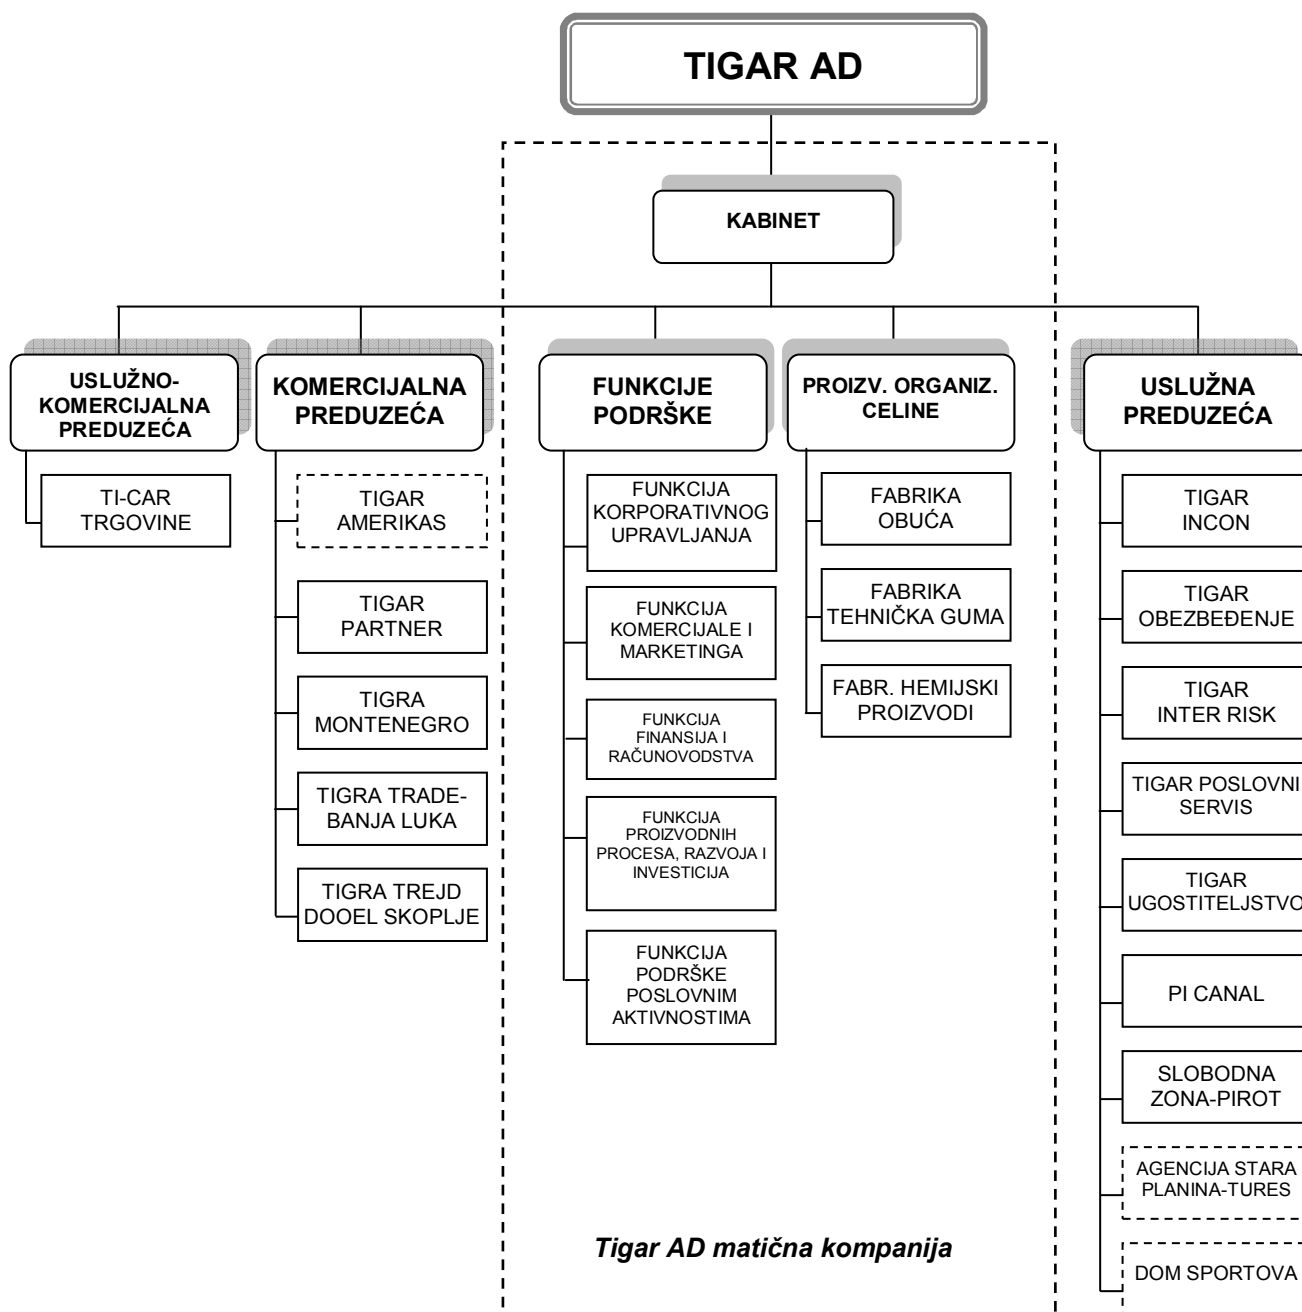 TIGAR AD
KABINET
USLUŽNO-
KOMERCIJALNA
PREDUZEĆA
TI-CAR
TRGOVINE
KOMERCIJALNA
PREDUZEĆA
TIGAR
AMERIKAS
TIGAR
PARTNER
TIGRA
MONTENEGRO
TIGRA TRADE-
BANJA LUKA
TIGRA TREJD
DOOEL SKOPLJE
FUNKCIJE
PODRŠKE
FUNKCIJA
KORPORATIVNOG
UPRAVLJANJA
FUNKCIJA
KOMERCIJALE I
MARKETINGA
FUNKCIJA
FINANSIJA I
RAČUNOVODSTVA
FUNKCIJA
PROIZVODNIH
PROCESA, RAZVOJA I
INVESTICIJA
FUNKCIJA
PODRŠKE
POSLOVNIM
AKTIVNOSTIMA
PROIZV. ORGANIZ.
CELINE
FABRIKA
OBUĆA
FABRIKA
TEHNIČKA GUMA
FABR. HEMIJSKI
PROIZVODI
USLUŽNA
PREDUZEĆA
TIGAR
INCON
TIGAR
OBEZBEĐENJE
TIGAR
INTER RISK
TIGAR POSLOVNI
SERVIS
TIGAR
UGOSTITELJSTVO
PI CANAL
SLOBODNA
ZONA-PIROT
AGENCIJA STARA
PLANINA-TURES
DOM SPORTOVA
Tigar AD matična kompanija